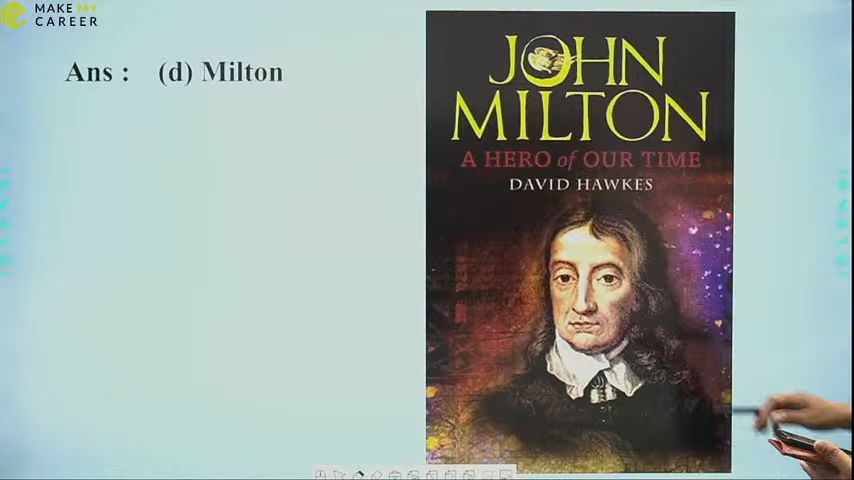 MAKE MY
CAREER
Ans : (d) Milton
JOHN
MILTON
A HERO of OUR TIME
DAVID HAWKES